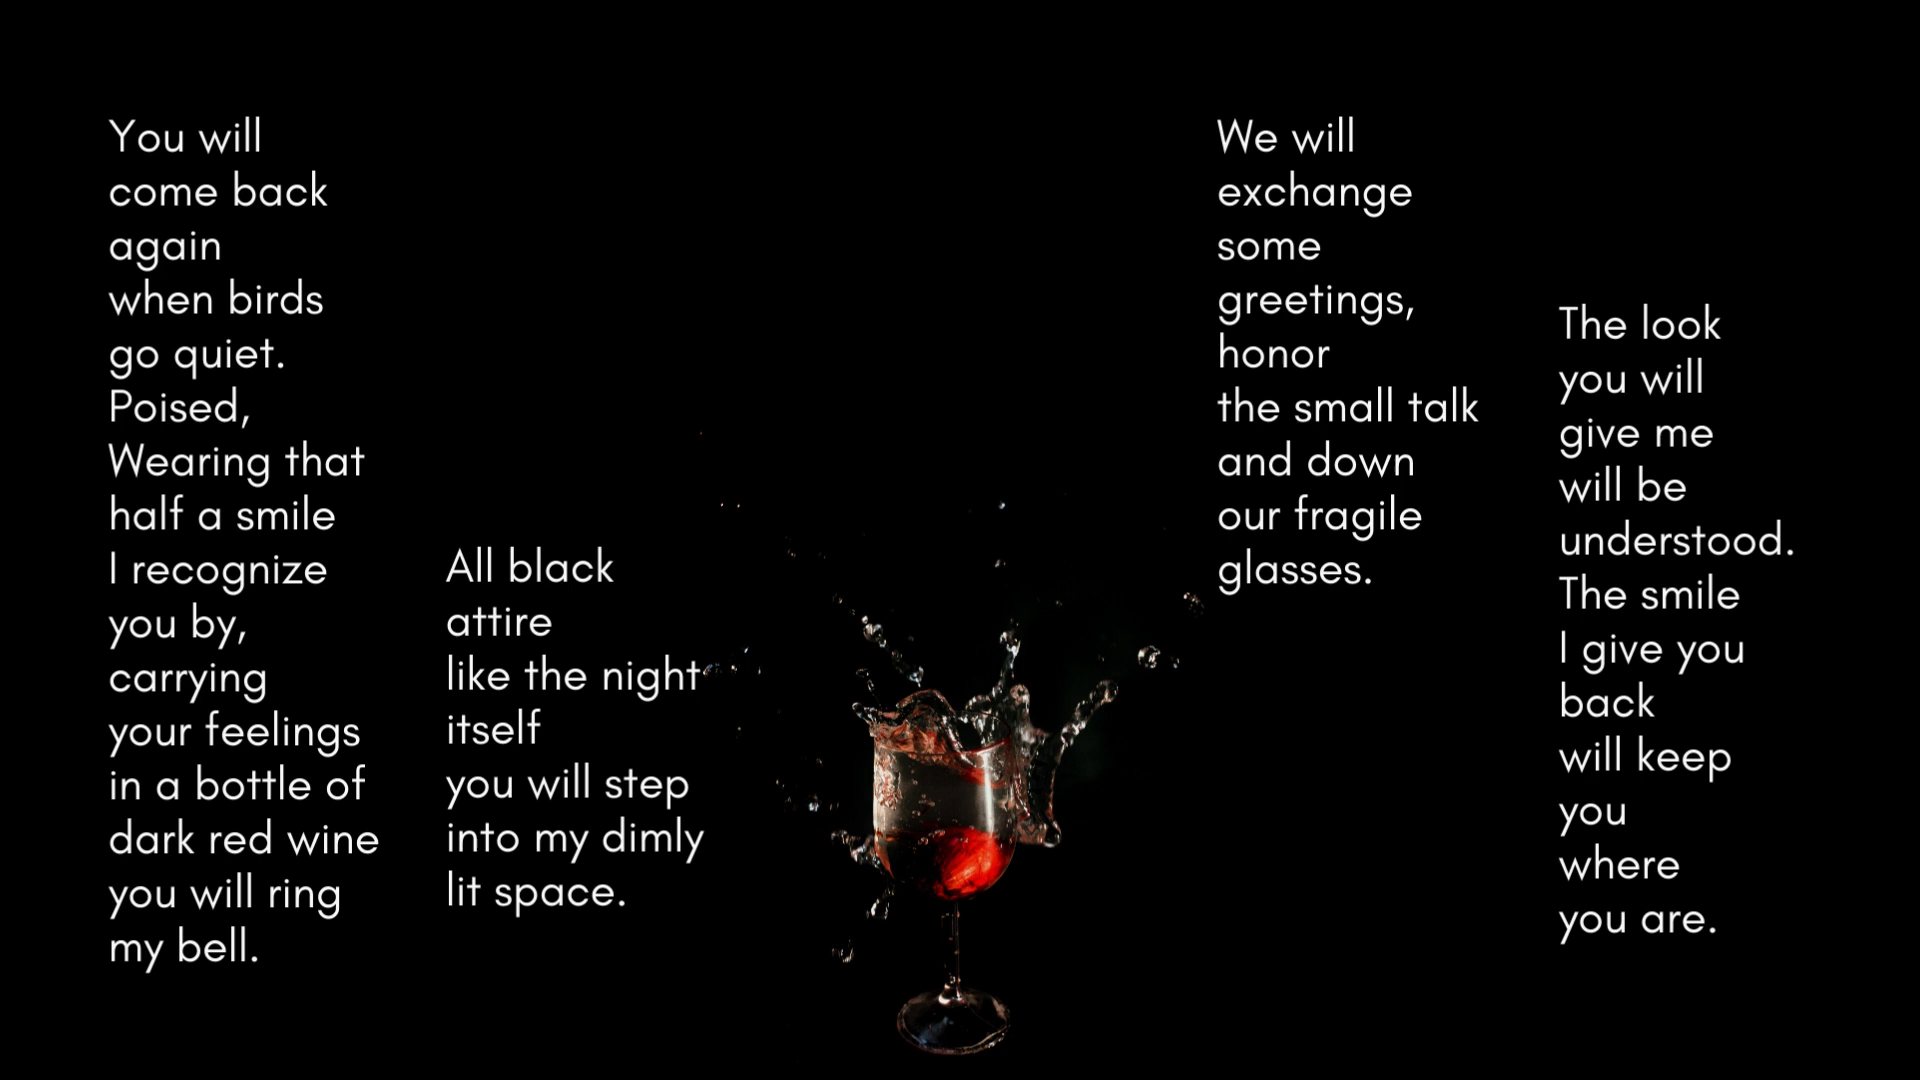 You will
come back
again
when birds
go quiet.
Poised,
Wearing that
half a smile
I recognize
you by,
carrying
your feelings
in a bottle of
dark red wine
you will ring
my bell.
All black
attire
like the night
itself
you will step
into my dimly
lit space.
We will
exchange
some
greetings,
honor
the small talk
and down
our fragile
glasses.
The look
you will
give me
will be
understood.
The smile
I give you
back
will keep
you
where
you are.